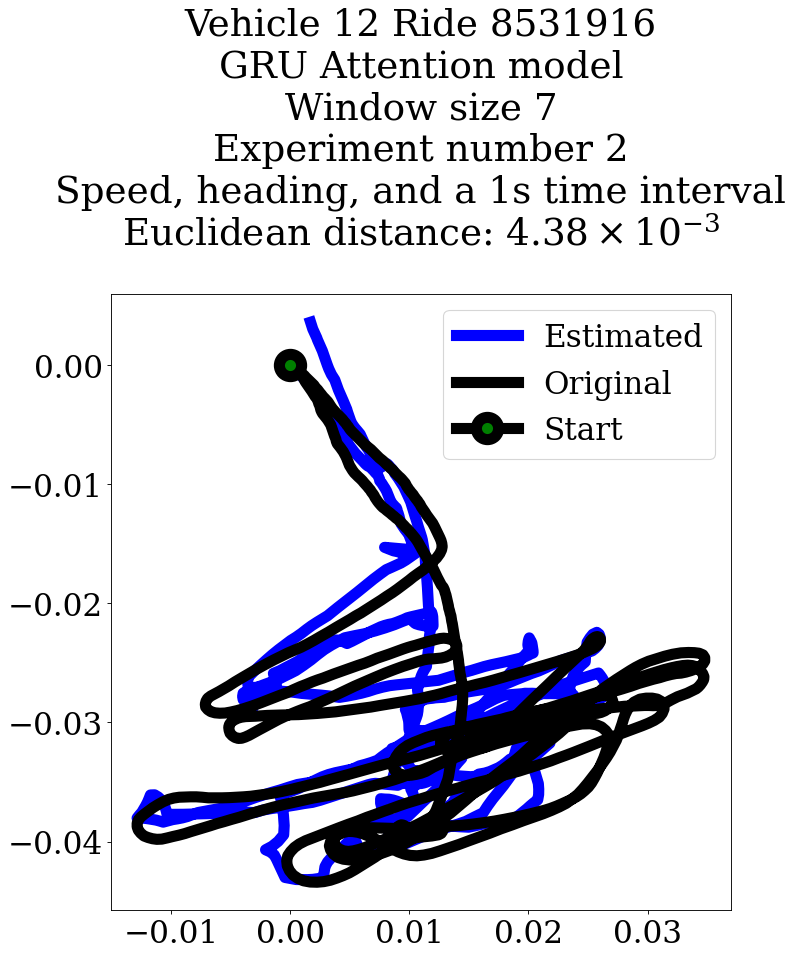 Vehicle 12 Ride 8531916
GRU Attention model
Window size 7
Experiment number 2
Speed, heading, and a 1s time interval
Euclidean distance: 4.38 × 10⁻³
Estimated
Original
Start
0.00
−0.01
−0.02
−0.03
−0.04
−0.01 0.00 0.01 0.02 0.03